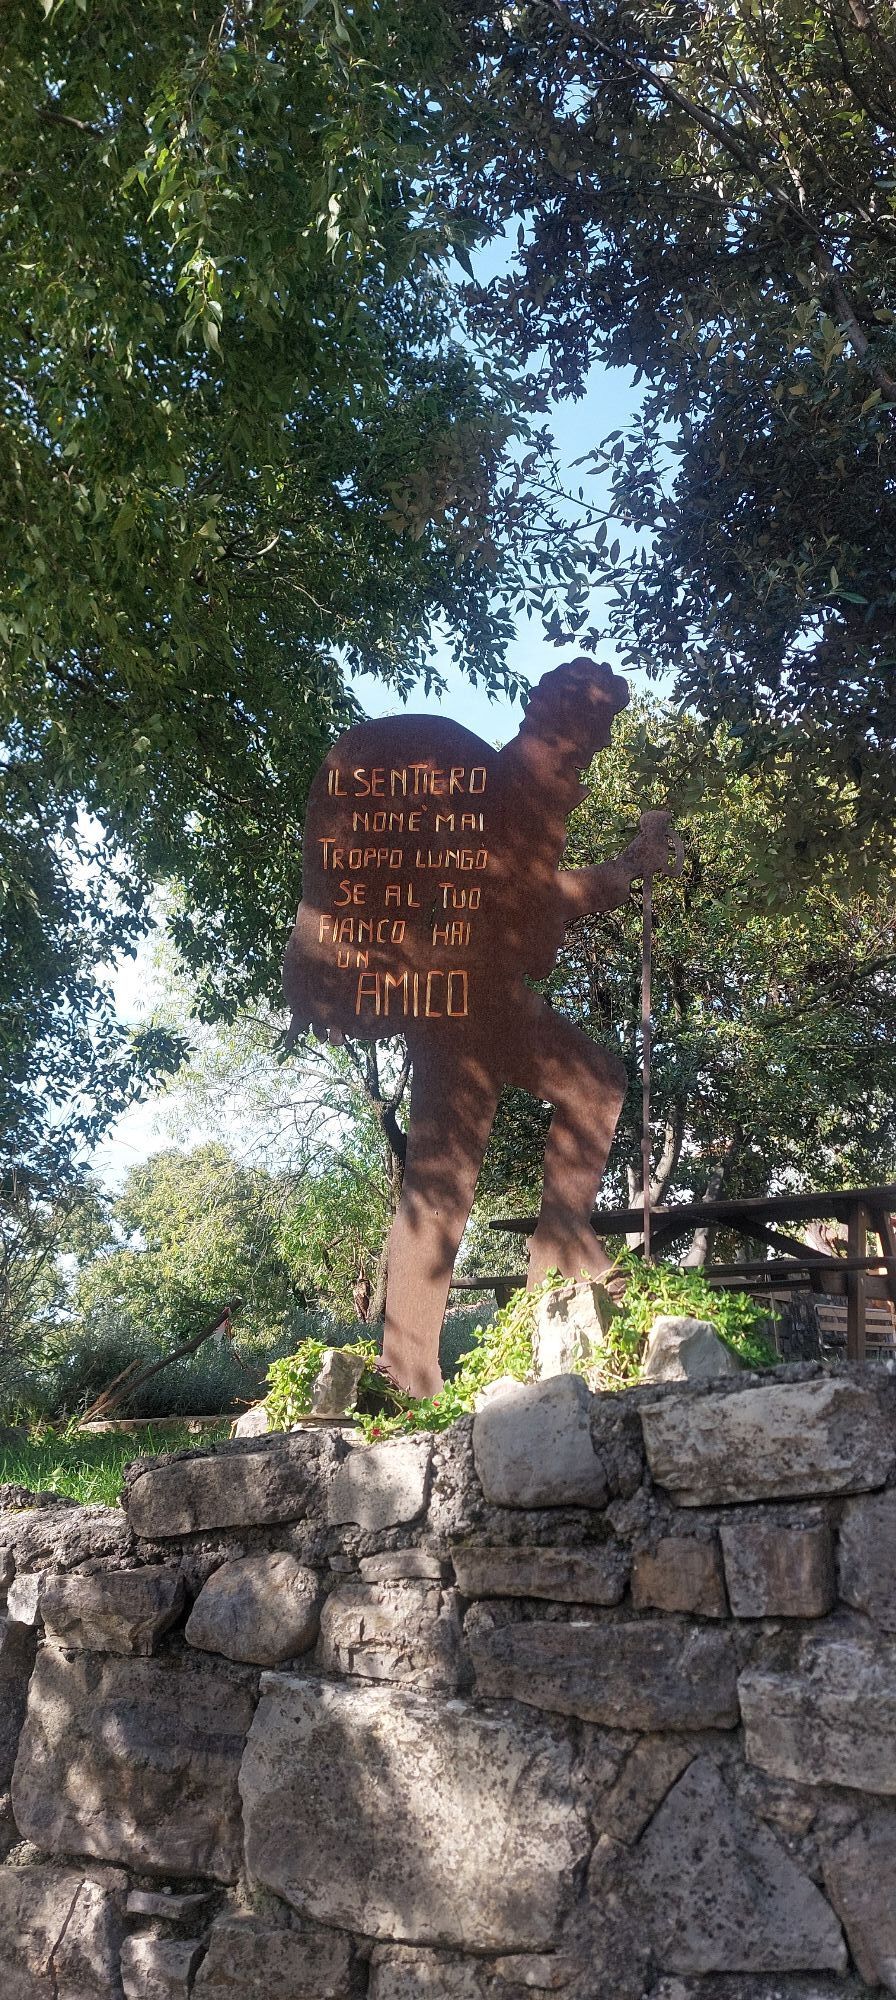 IL SENTIERO
NON E' MAI
TROPPO LUNGO
SE AL TUO
FIANCO HAI
UN
AMICO